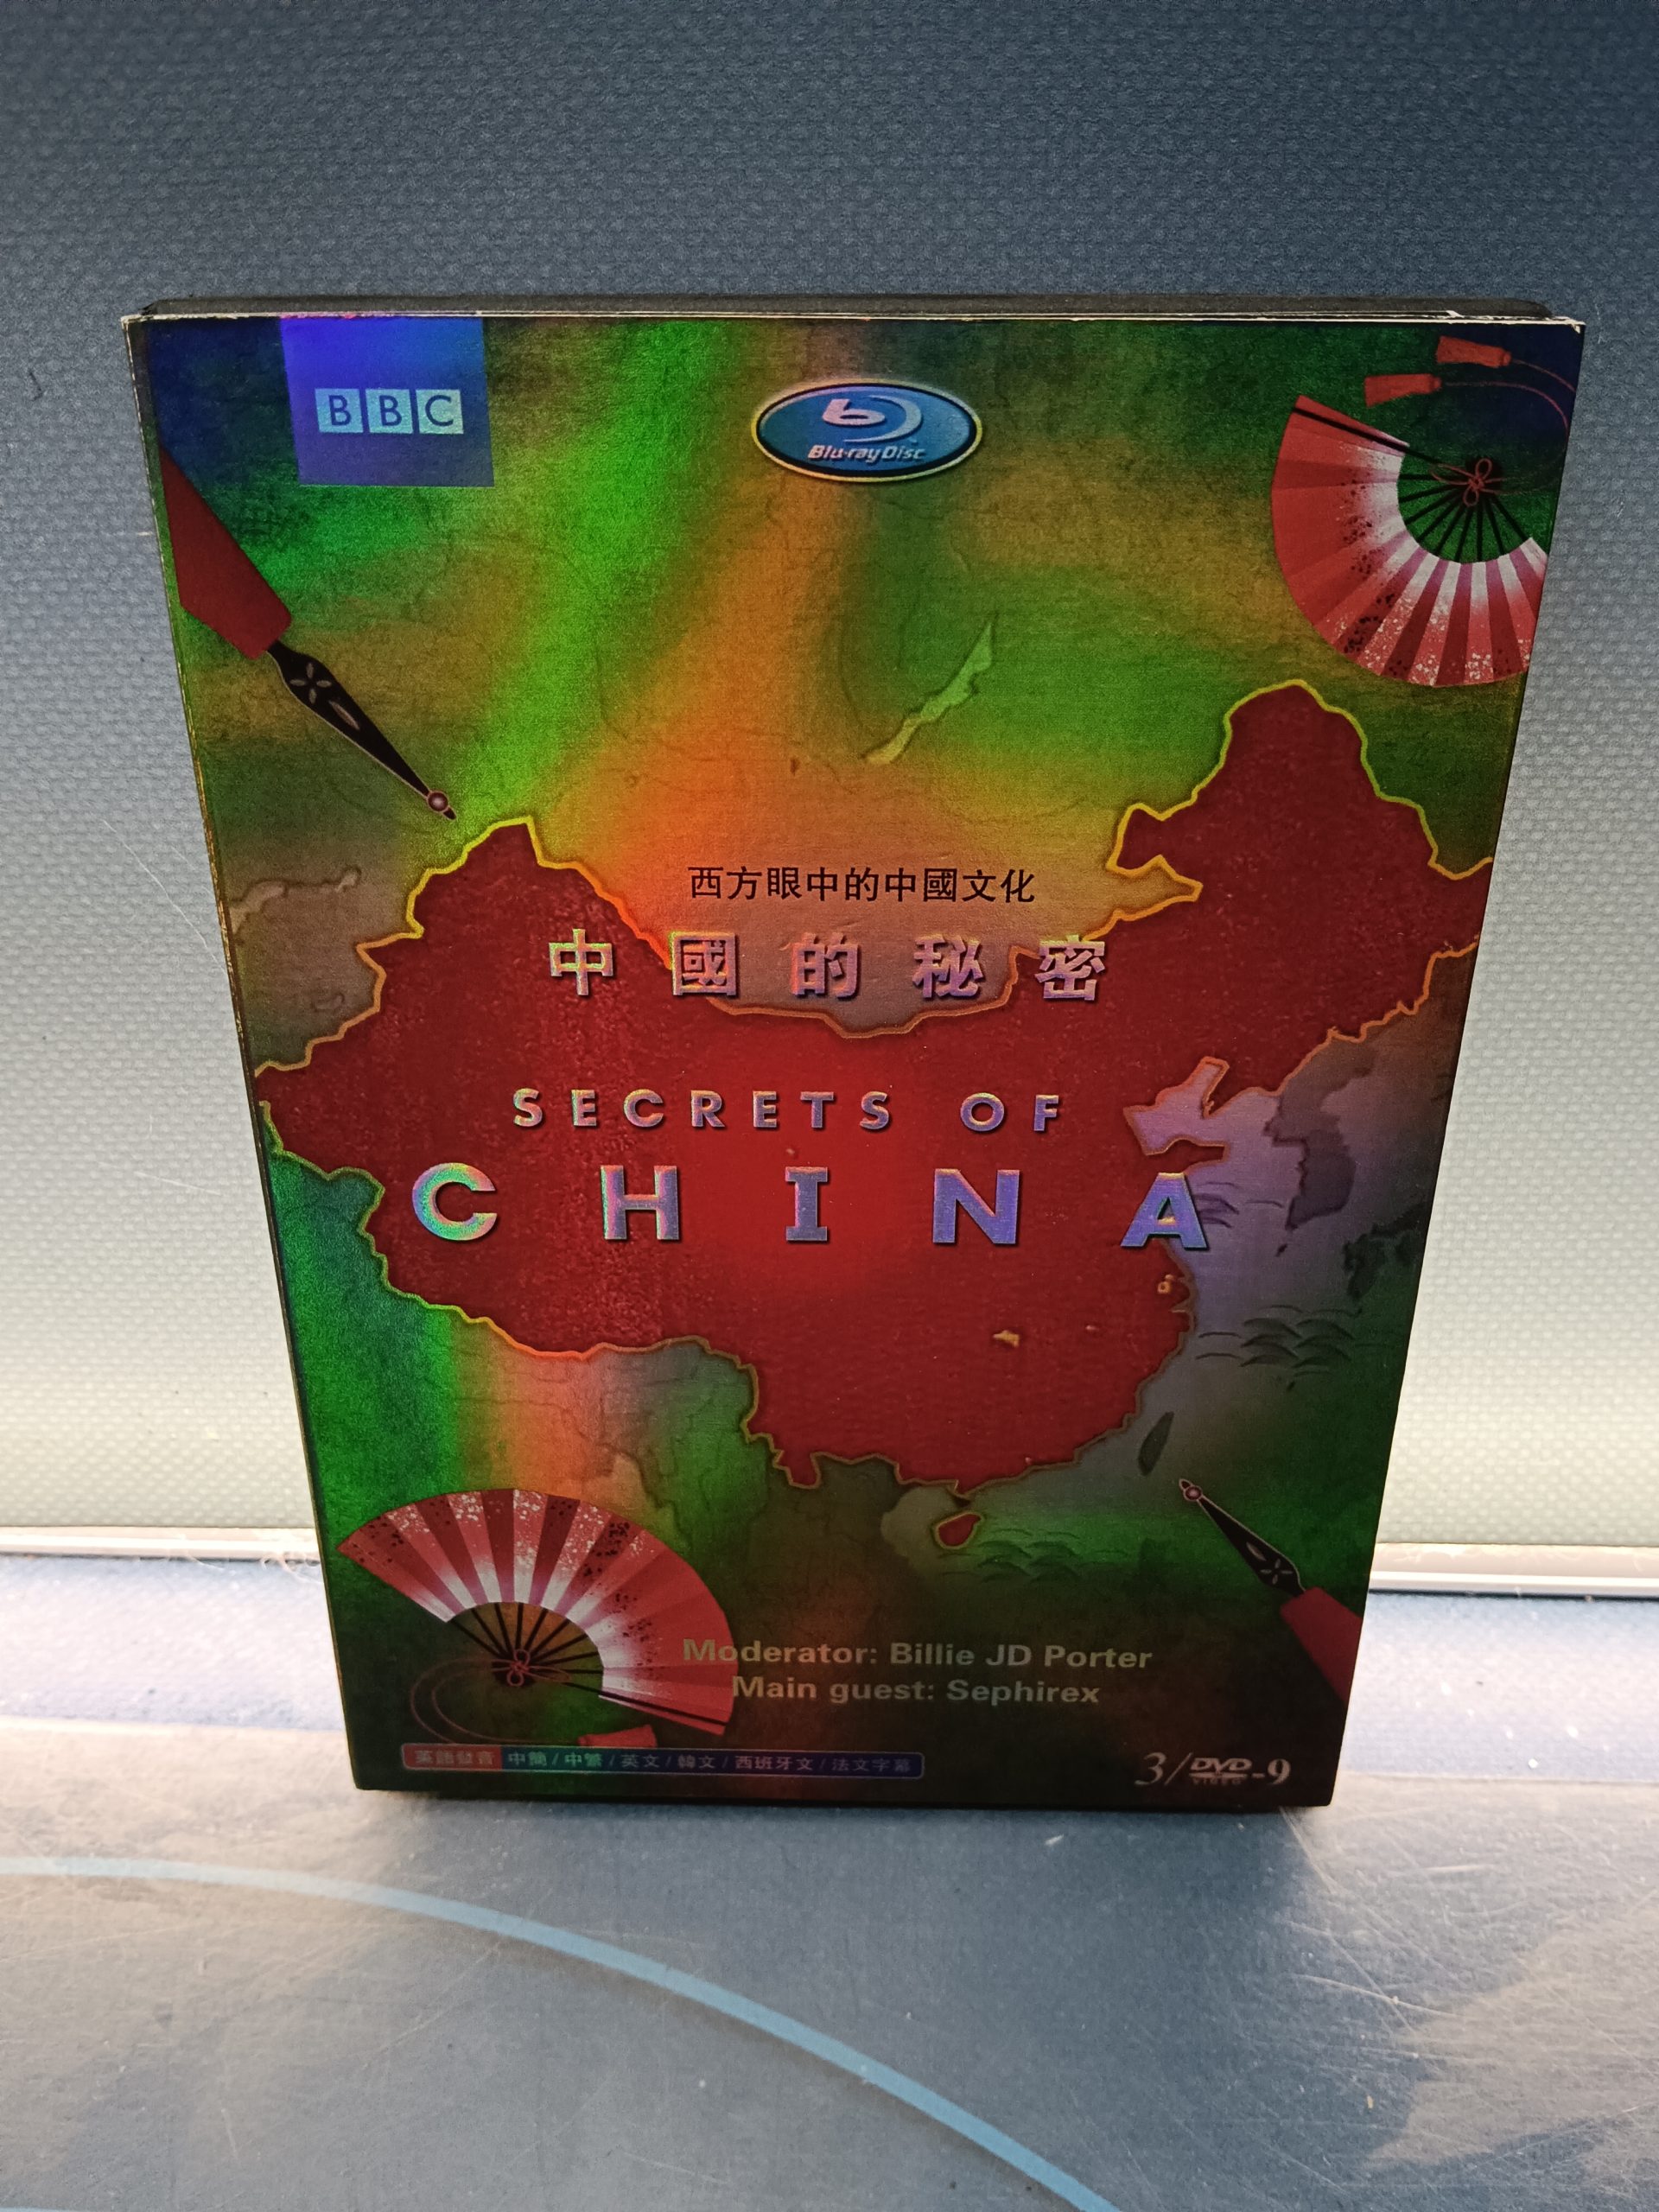 BBC
Blu-ray Disc
西方眼中的中國文化
中國的秘密
SECRETS OF
CHINA
Moderator: Billie JD Porter
Main guest: Sephirex
英語發音 中簡/中繁/英文/韓文/西班牙文/法文字幕
3/DVD-9
VIDEO